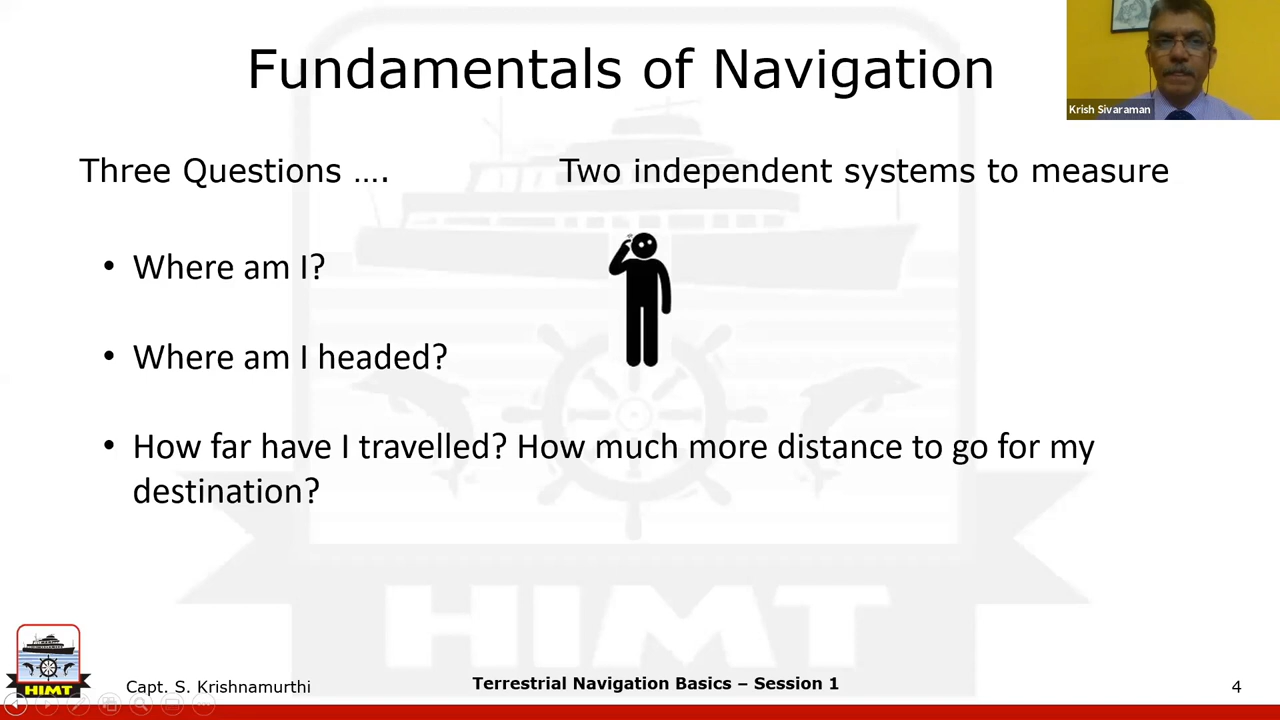 Fundamentals of Navigation
Krish Sivaraman
Three Questions ....
Two independent systems to measure
• Where am I?
• Where am I headed?
• How far have I travelled? How much more distance to go for my
destination?
HIMT
HIMT
Capt. S. Krishnamurthi
Terrestrial Navigation Basics – Session 1
4